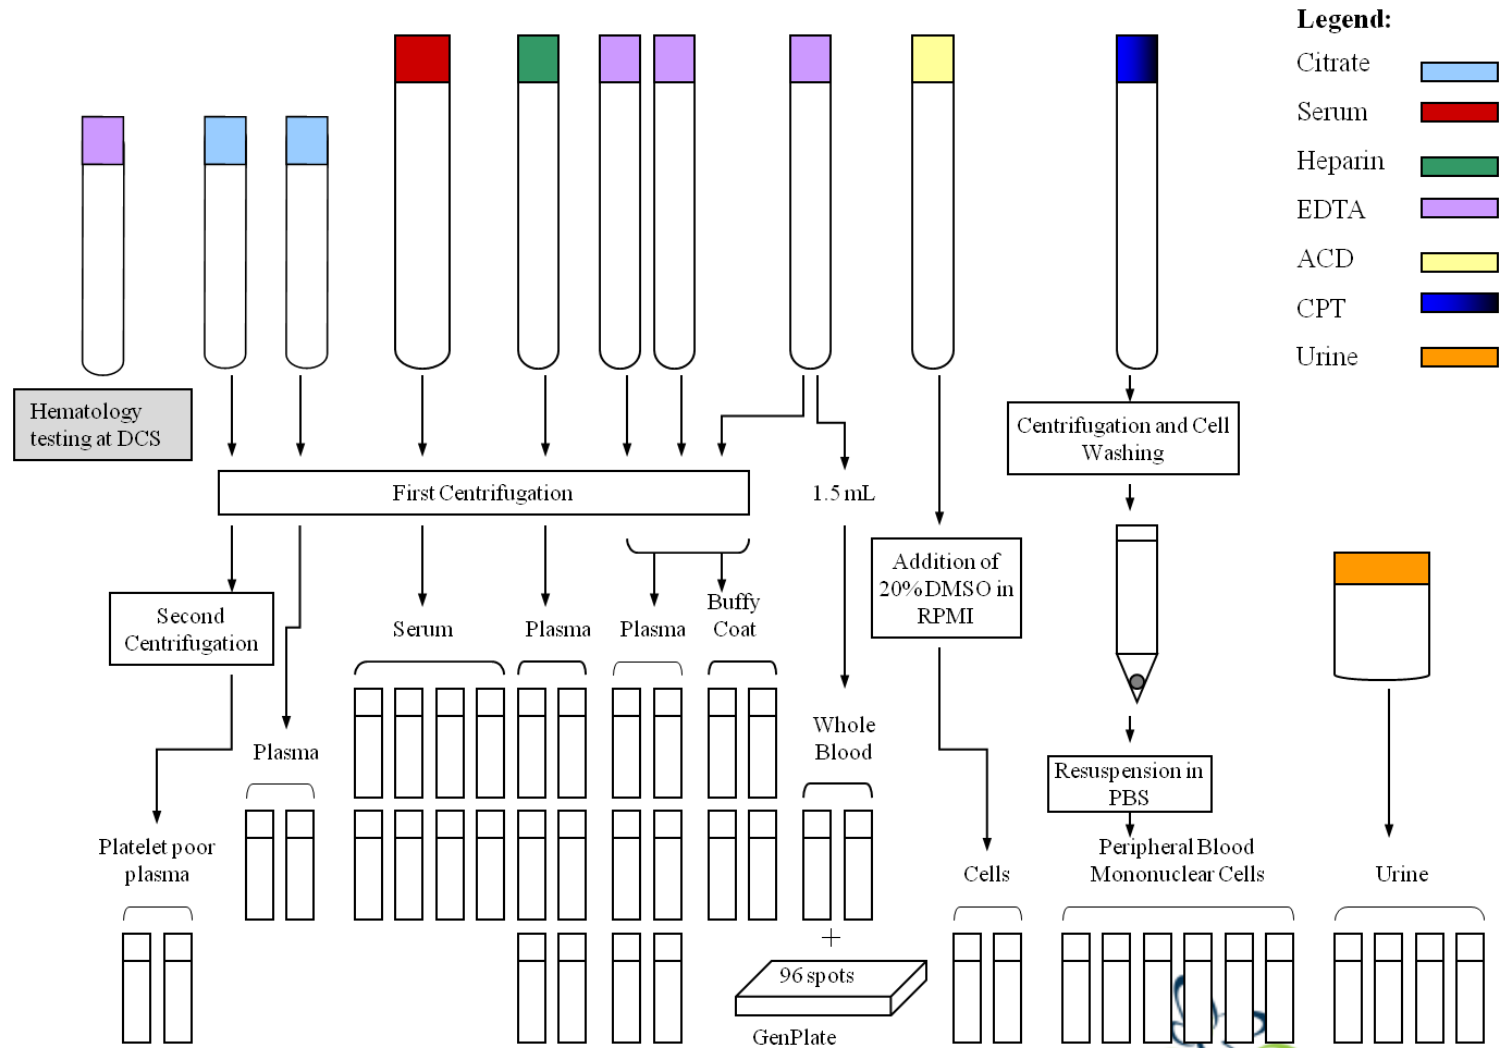 Legend:
Citrate
Serum
Heparin
EDTA
ACD
CPT
Urine
Hematology
testing at DCS
First Centrifugation
1.5 mL
Centrifugation and Cell
Washing
Addition of
20% DMSO in
RPMI
Second
Centrifugation
Serum
Plasma
Plasma
Buffy
Coat
Whole
Blood
Plasma
Resuspension in
PBS
Platelet poor
plasma
Cells
Peripheral Blood
Mononuclear Cells
Urine
+
96 spots
GenPlate